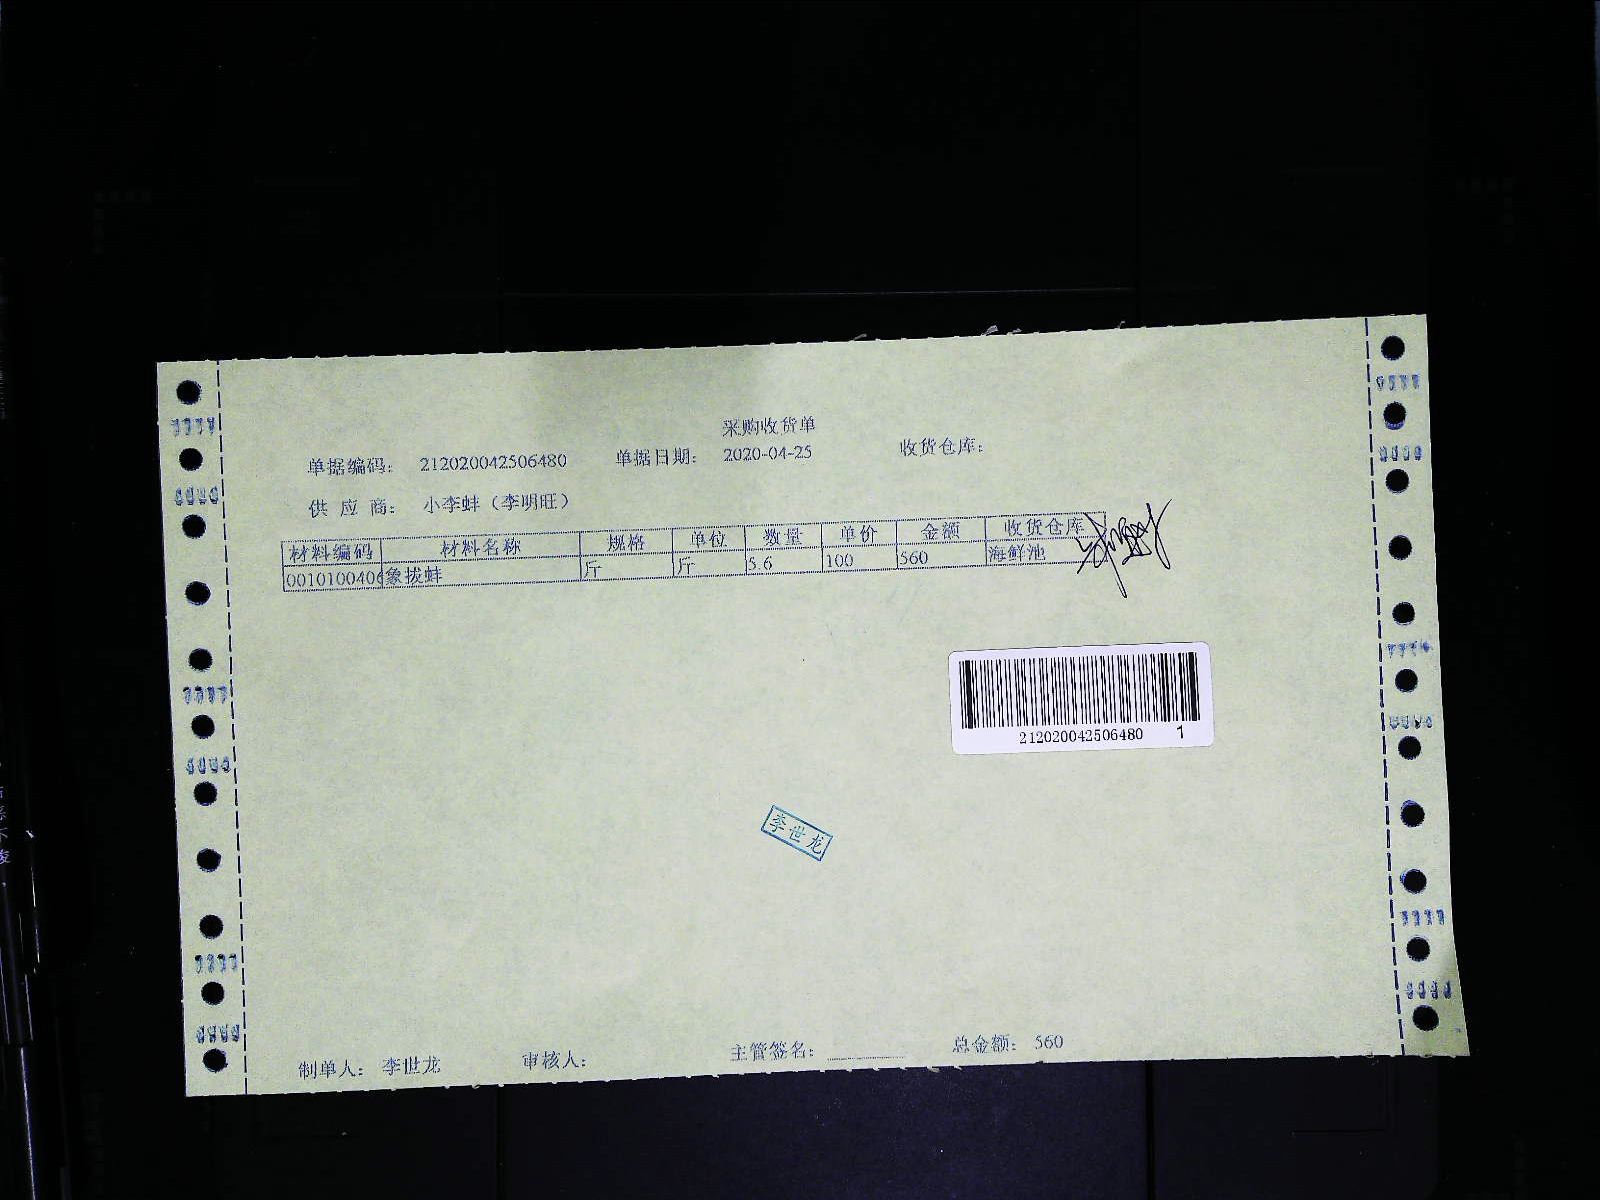 采购收货单
单据编码： 212020042506480 单据日期： 2020-04-25 收货仓库：
供 应 商： 小李蚌（李明旺）
材料编码 材料名称 规格 单位 数量 单价 金额 收货仓库
0010100406 象拔蚌 斤 斤 5.6 100 560 海鲜池
212020042506480 1
李世龙
制单人： 李世龙 审核人： 主管签名： 总金额： 560